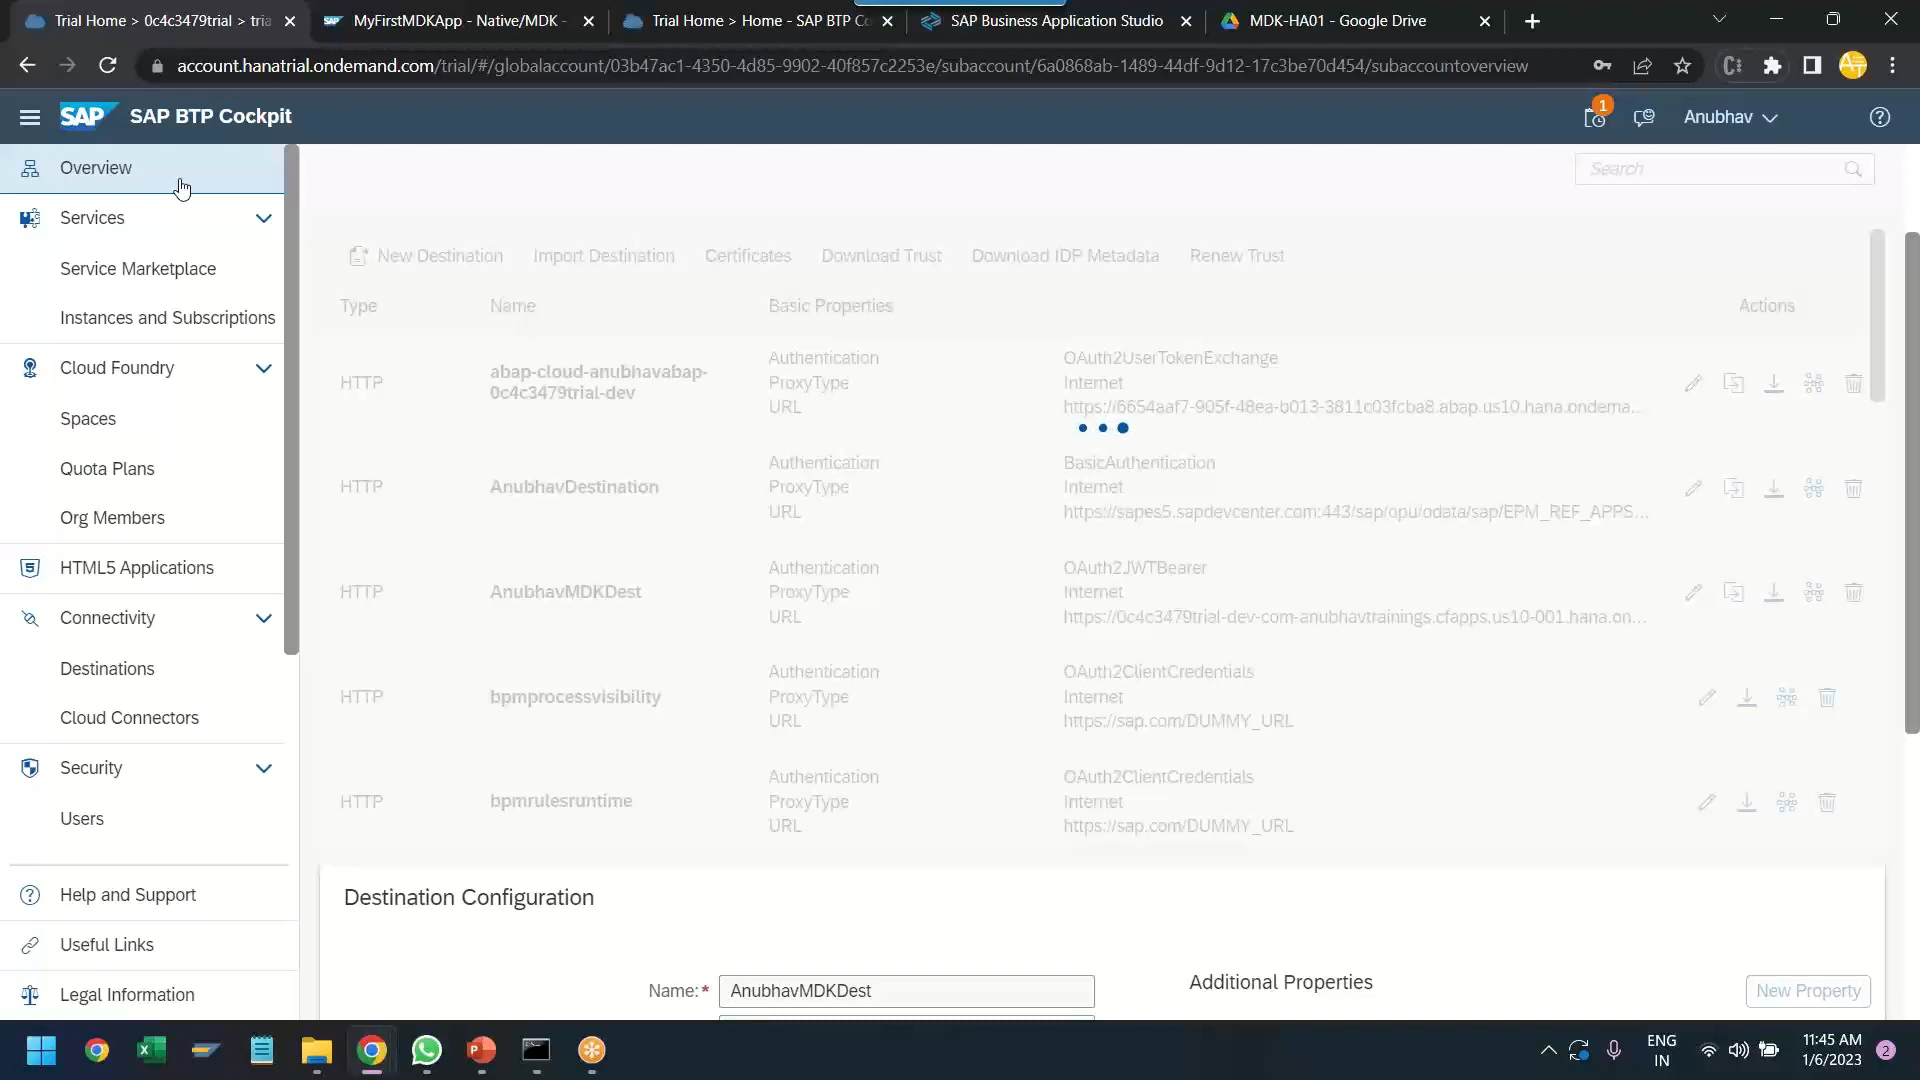 Trial Home > 0c4c3479trial > tria
MyFirstMDKApp - Native/MDK -
Trial Home > Home - SAP BTP Co
SAP Business Application Studio
MDK-HA01 - Google Drive
account.hanatrial.ondemand.com/trial/#/globalaccount/03b47ac1-4350-4d85-9902-40f857c2253e/subaccount/6a0868ab-1489-44df-9d12-17c3be70d454/subaccountoverview
SAP
SAP BTP Cockpit
1
Anubhav
Overview
Services
Service Marketplace
Instances and Subscriptions
Cloud Foundry
Spaces
Quota Plans
Org Members
HTML5 Applications
Connectivity
Destinations
Cloud Connectors
Security
Users
Help and Support
Useful Links
Legal Information
Search
New Destination
Import Destination
Certificates
Download Trust
Download IDP Metadata
Renew Trust
Type
Name
Basic Properties
Actions
HTTP
abap-cloud-anubhavabap-
0c4c3479trial-dev
Authentication
OAuth2UserTokenExchange
ProxyType
Internet
URL
https://6654aaf7-905f-48ea-b013-3811c03fcba8.abap.us10.hana.ondema...
HTTP
AnubhavDestination
Authentication
BasicAuthentication
ProxyType
Internet
URL
https://sapes5.sapdevcenter.com:443/sap/opu/odata/sap/EPM_REF_APPS...
HTTP
AnubhavMDKDest
Authentication
OAuth2JWTBearer
ProxyType
Internet
URL
https://0c4c3479trial-dev-com-anubhavtrainings.cfapps.us10-001.hana.on...
HTTP
bpmprocessvisibility
Authentication
OAuth2ClientCredentials
ProxyType
Internet
URL
https://sap.com/DUMMY_URL
HTTP
bpmrulesruntime
Authentication
OAuth2ClientCredentials
ProxyType
Internet
URL
https://sap.com/DUMMY_URL
Destination Configuration
Name:*
AnubhavMDKDest
Additional Properties
New Property
ENG
IN
11:45 AM
1/6/2023
2